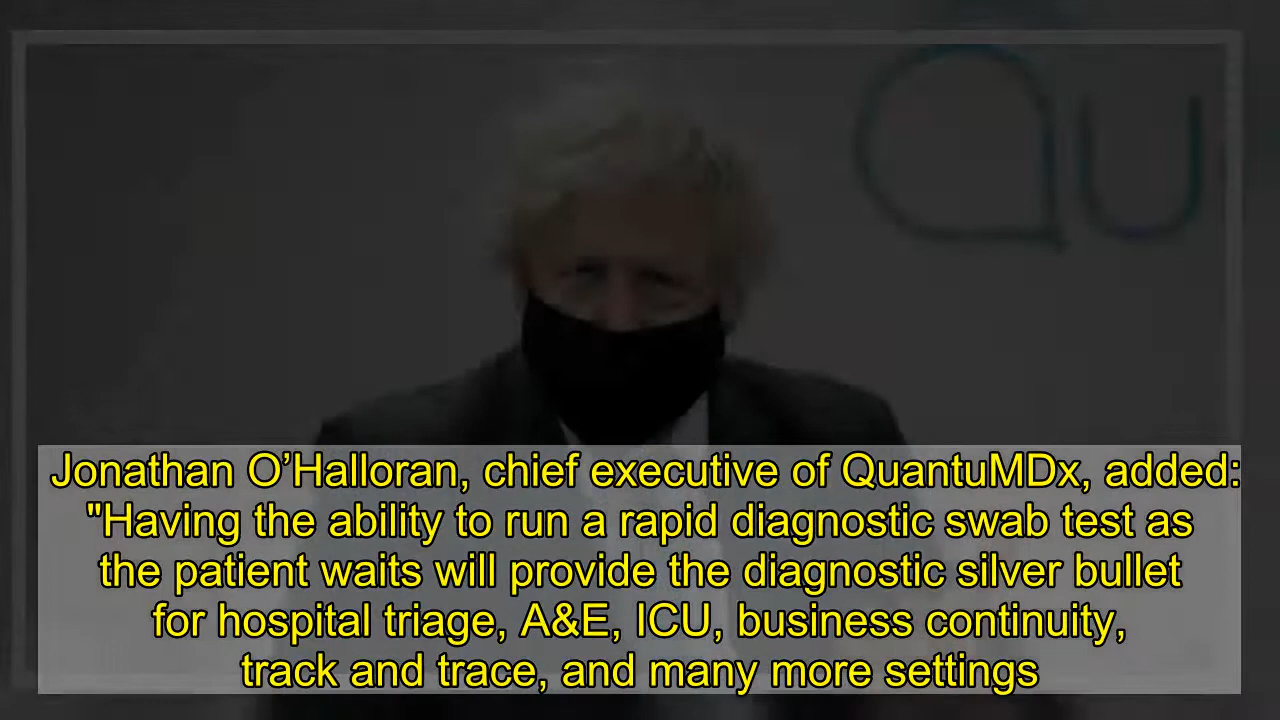 Qu
Jonathan O’Halloran, chief executive of QuantuMDx, added:
"Having the ability to run a rapid diagnostic swab test as
the patient waits will provide the diagnostic silver bullet
for hospital triage, A&E, ICU, business continuity,
track and trace, and many more settings